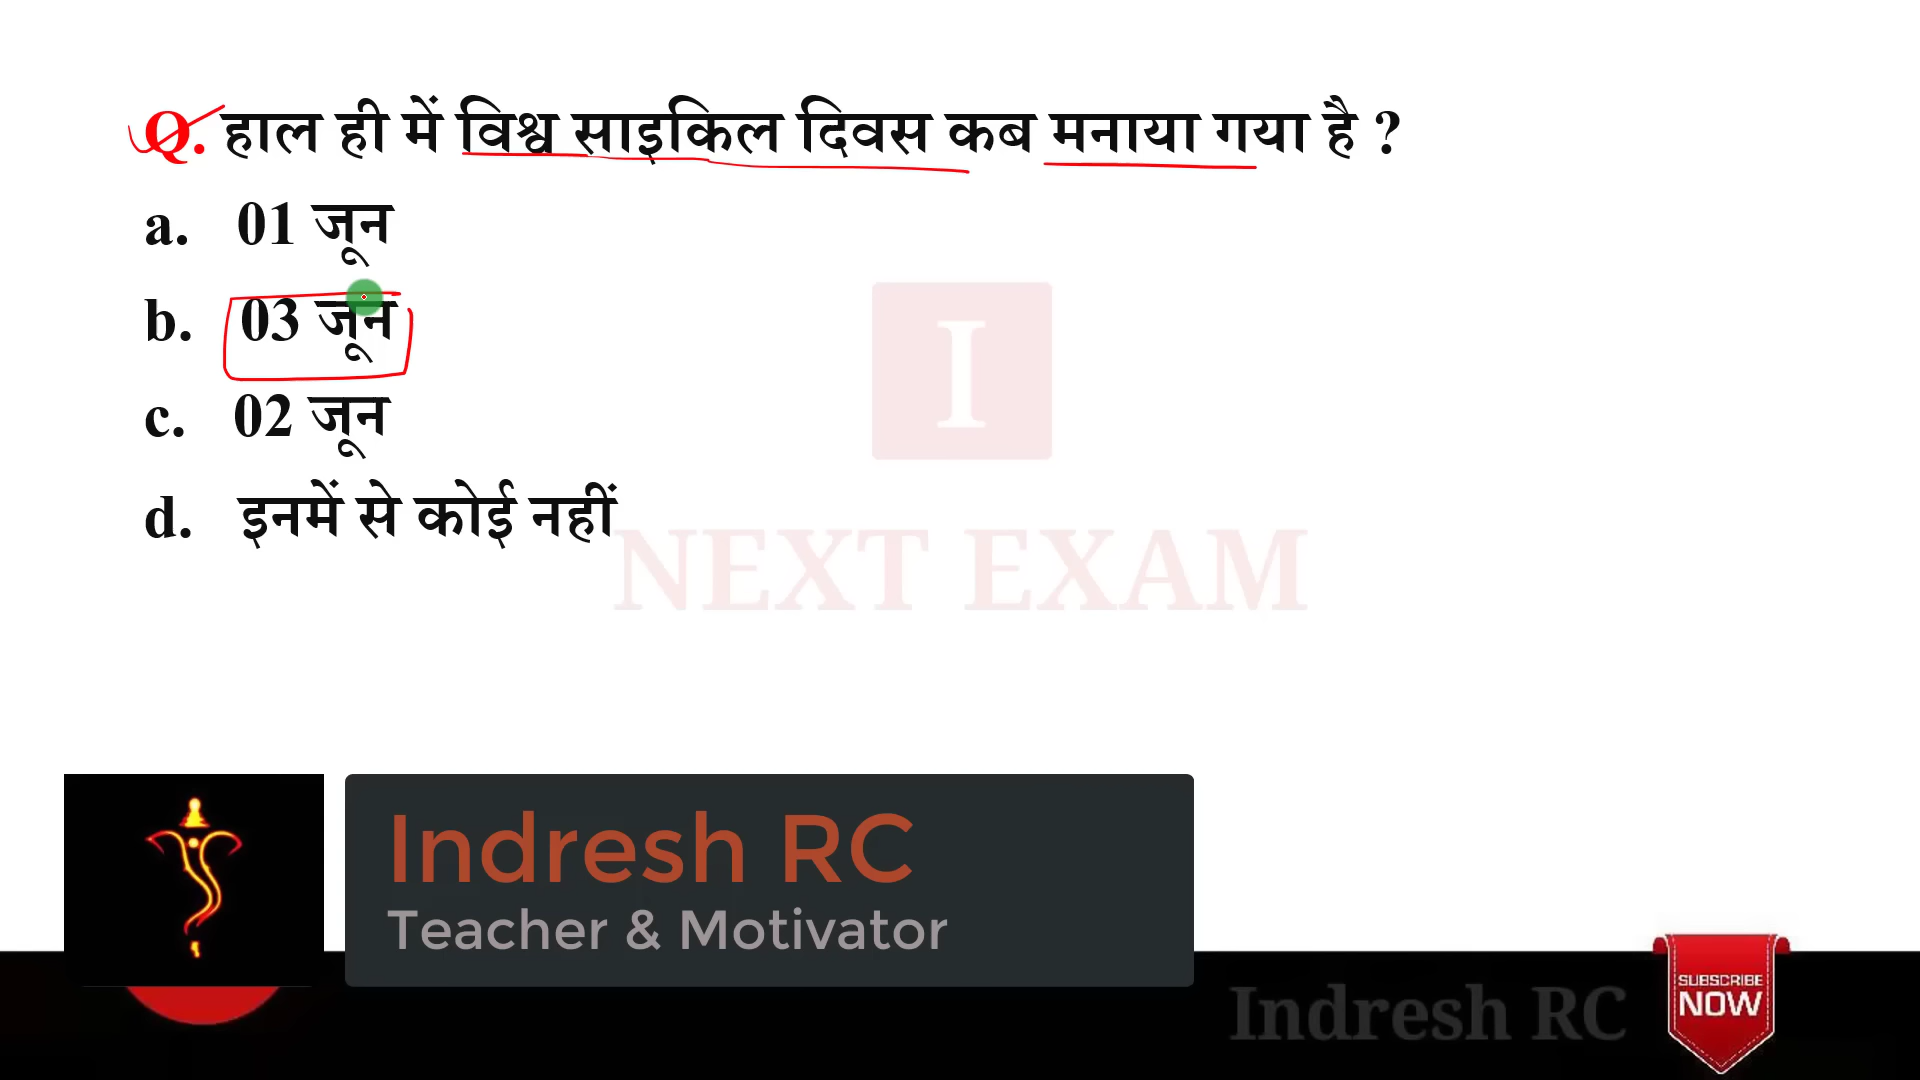 Q. हाल ही में विश्व साइकिल दिवस कब मनाया गया है ?
a. 01 जून
b. 03 जून
c. 02 जून
d. इनमें से कोई नहीं
I
NEXT EXAM
Indresh RC
Teacher & Motivator
Indresh RC
SUBSCRIBE
NOW